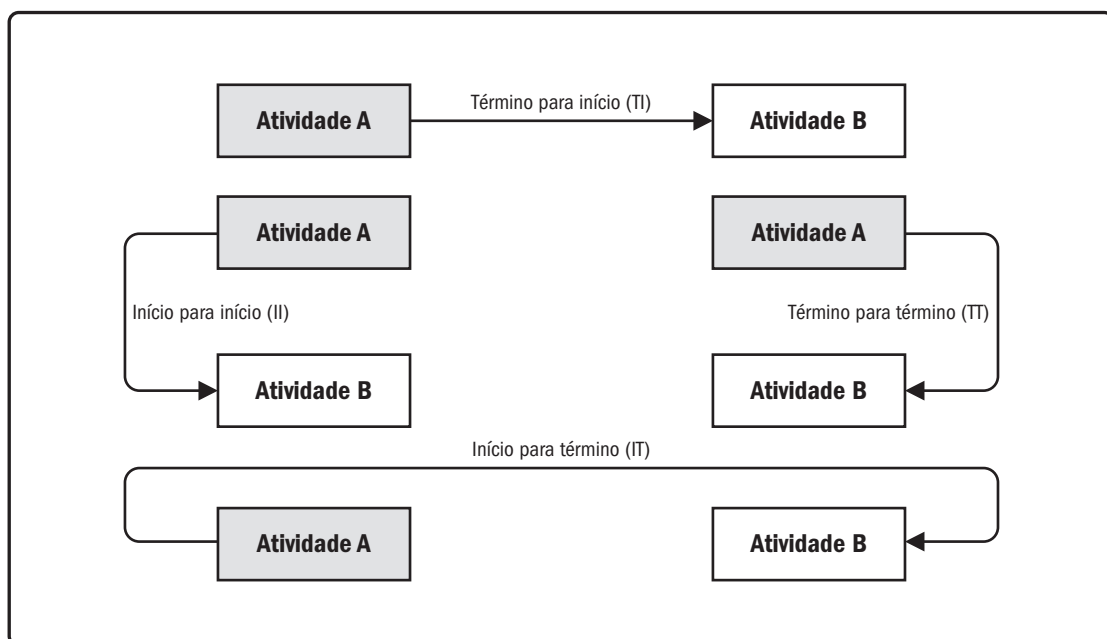 Atividade A
Término para início (TI)
Atividade B
Atividade A
Atividade A
Início para início (II)
Término para término (TT)
Atividade B
Atividade B
Início para término (IT)
Atividade A
Atividade B